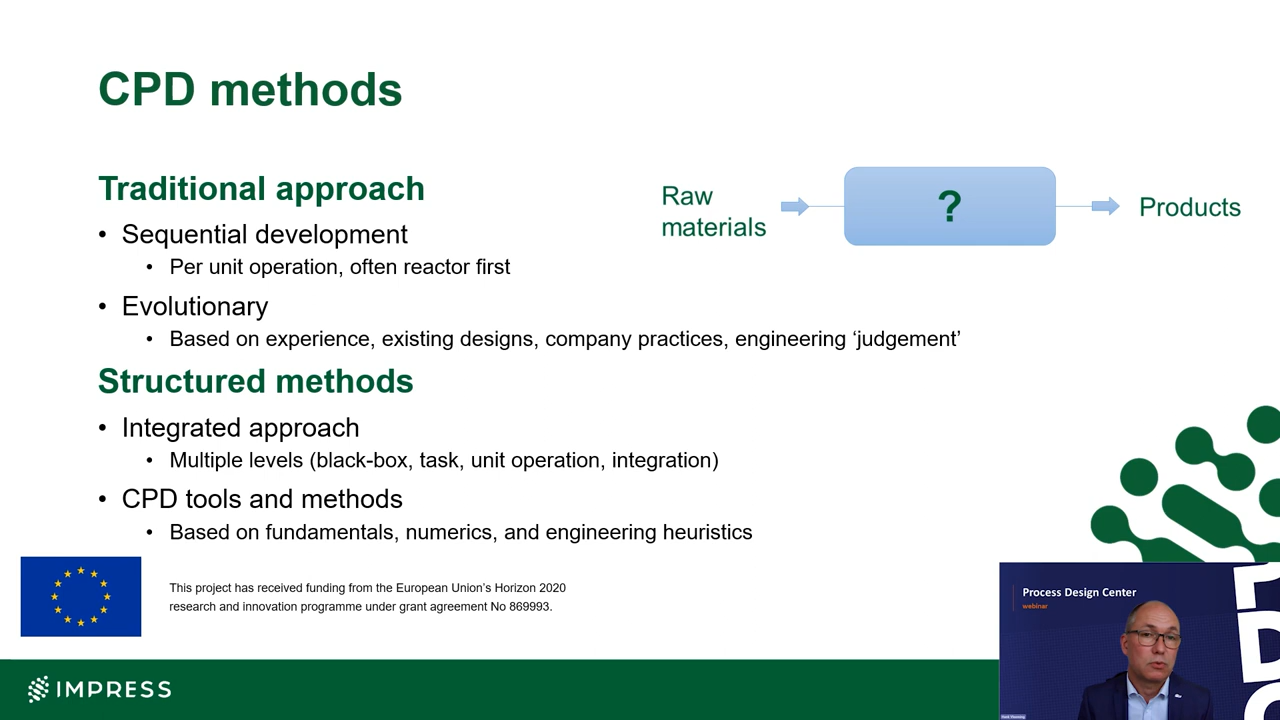 CPD methods
Traditional approach
• Sequential development
• Per unit operation, often reactor first
• Evolutionary
• Based on experience, existing designs, company practices, engineering ‘judgement’
Structured methods
• Integrated approach
• Multiple levels (black-box, task, unit operation, integration)
• CPD tools and methods
• Based on fundamentals, numerics, and engineering heuristics
Raw
materials
?
Products
This project has received funding from the European Union’s Horizon 2020
research and innovation programme under grant agreement No 869993.
IMPRESS
Process Design Center
webinar